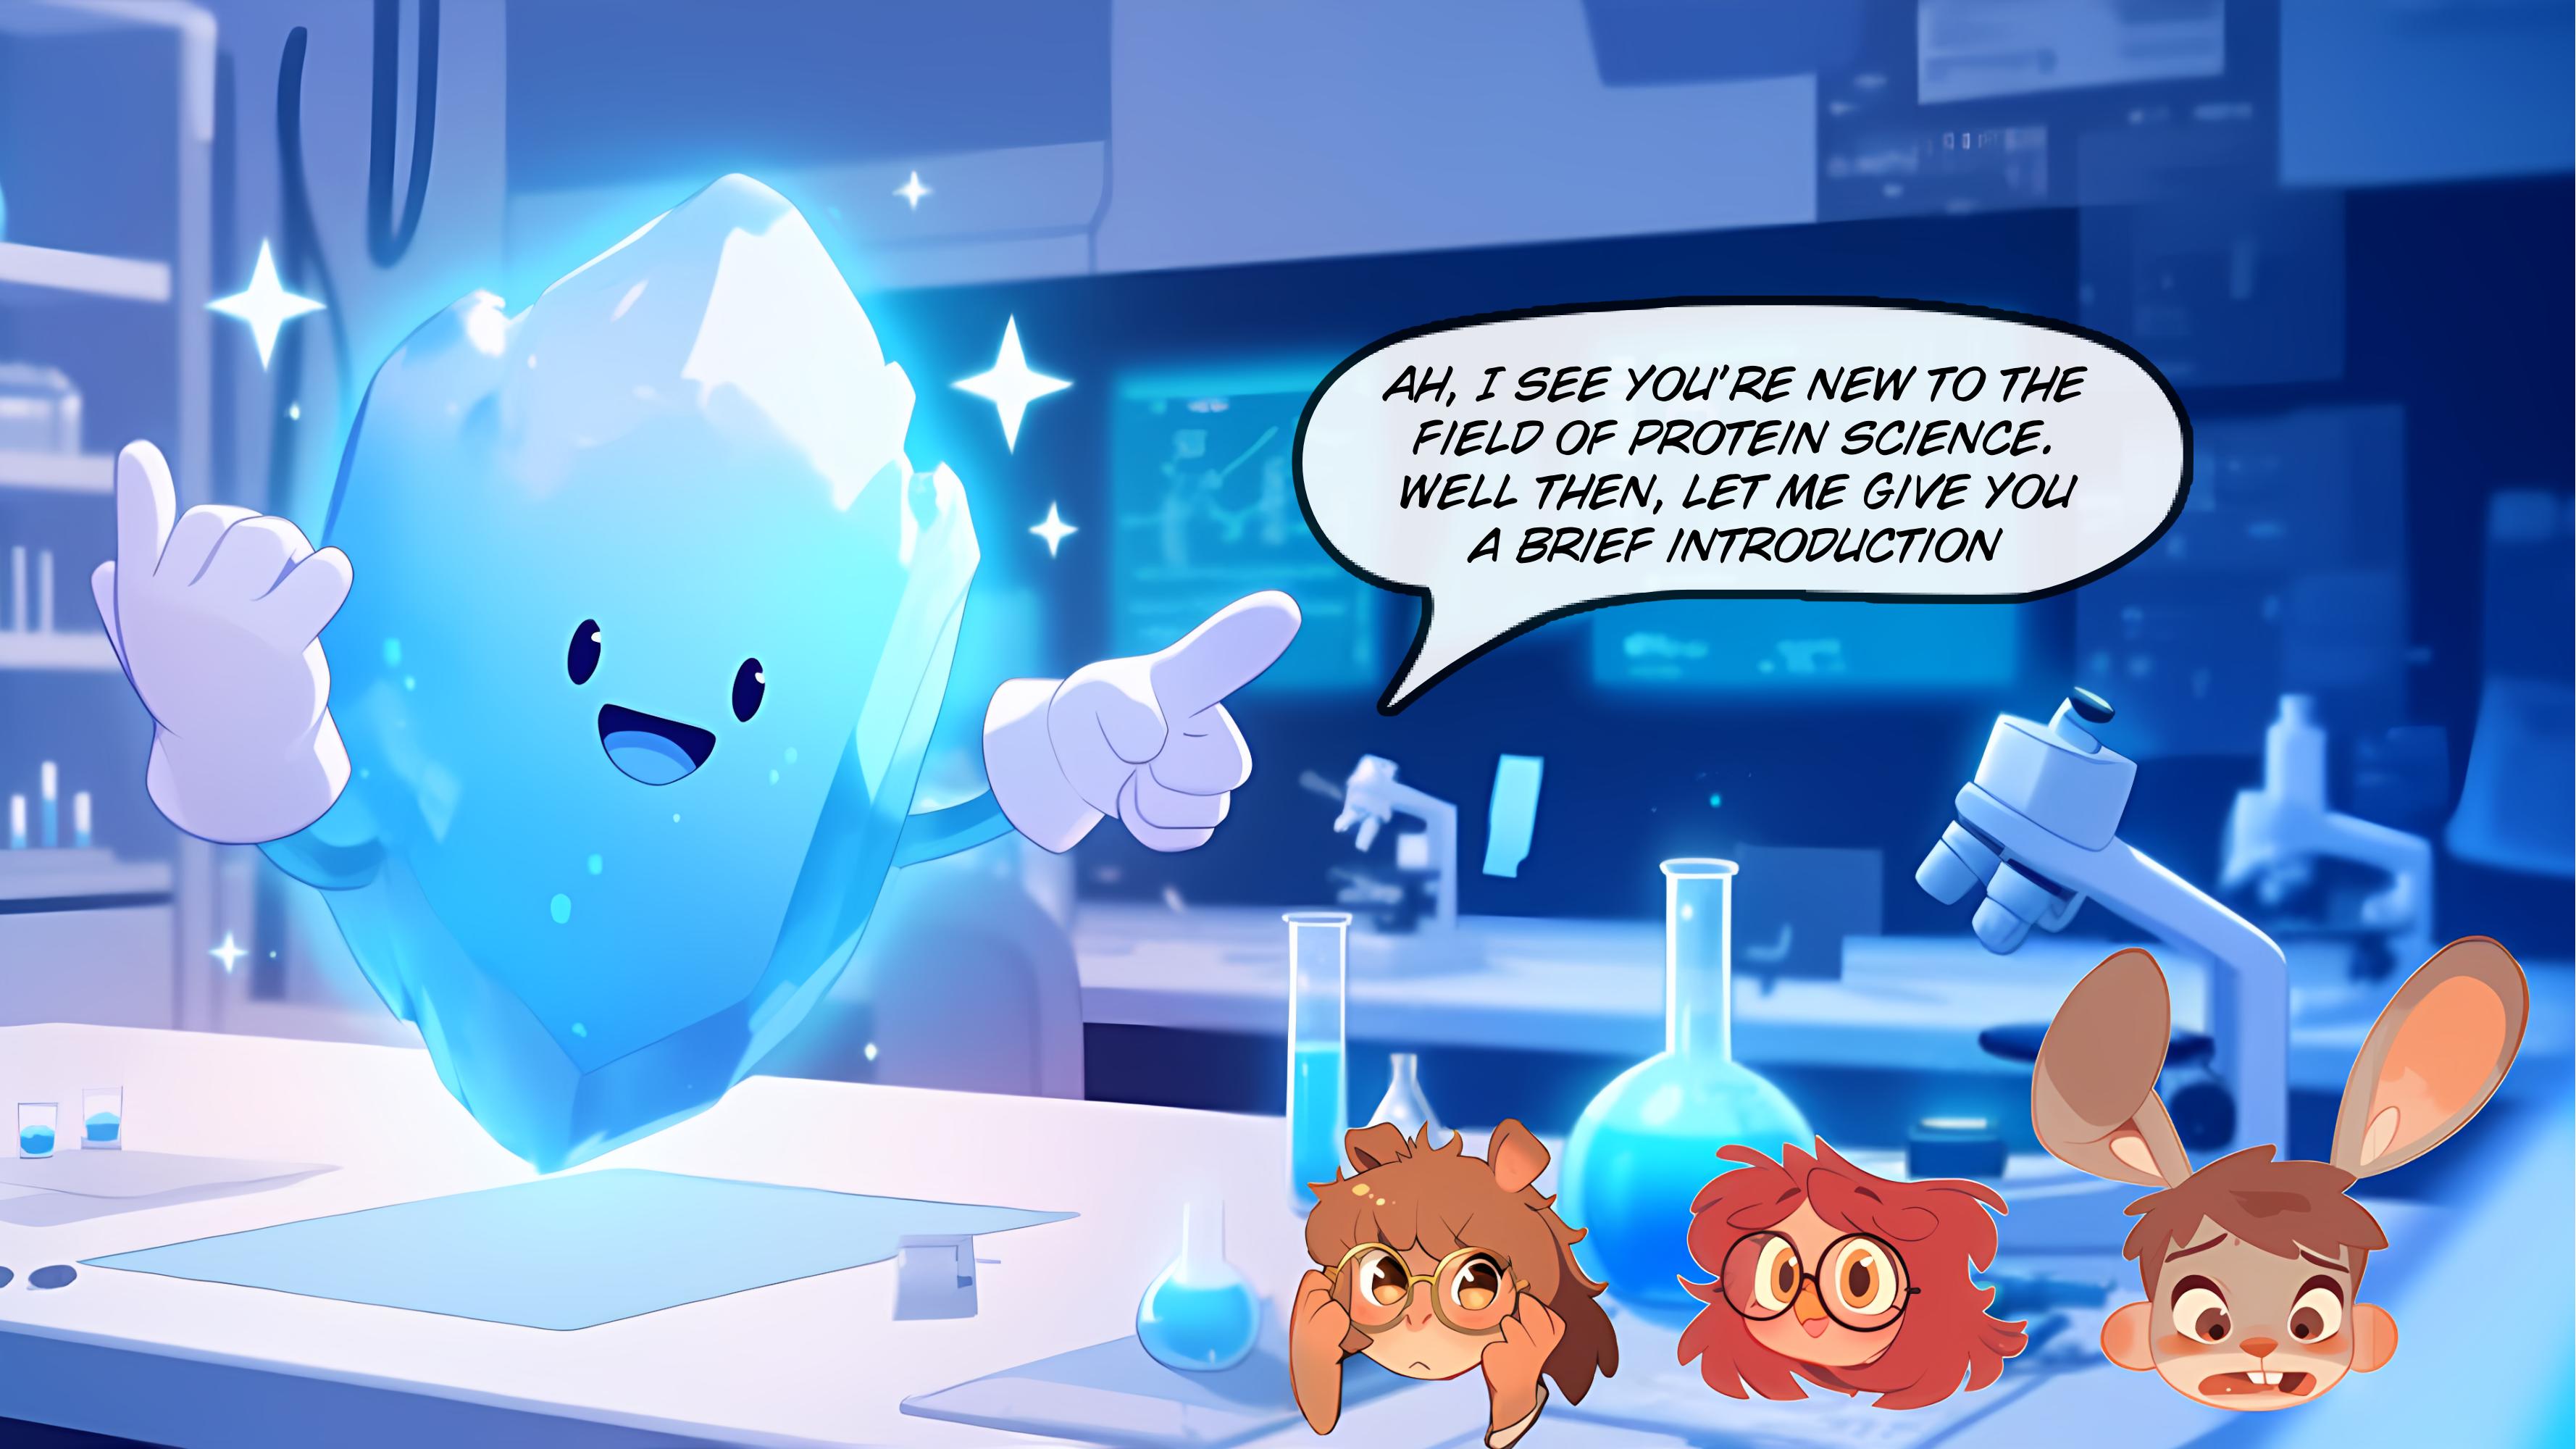 AH, I SEE YOU'RE NEW TO THE
FIELD OF PROTEIN SCIENCE.
WELL THEN, LET ME GIVE YOU
A BRIEF INTRODUCTION